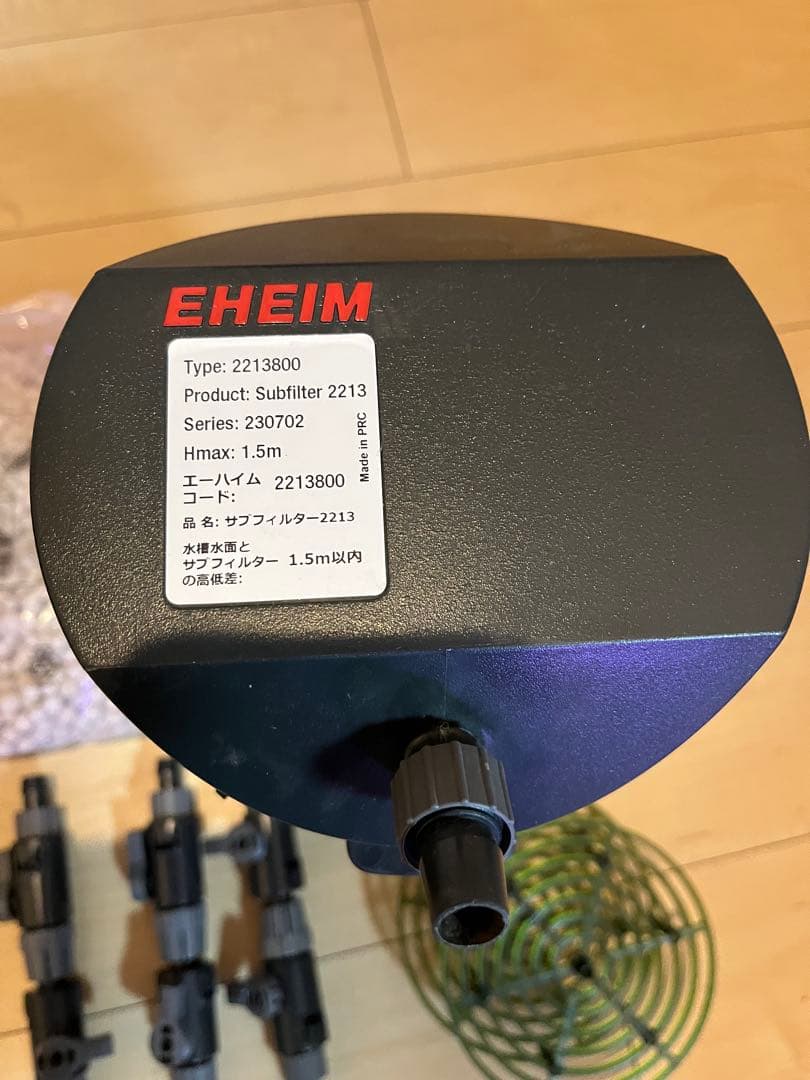 EHEIM
Type: 2213800
Product: Subfilter 2213
Series: 230702
Hmax: 1.5m
Made in PRC
エーハイム
コード: 2213800
品 名: サブフィルター2213
水槽水面と
サブフィルター 1.5m以内
の高低差: